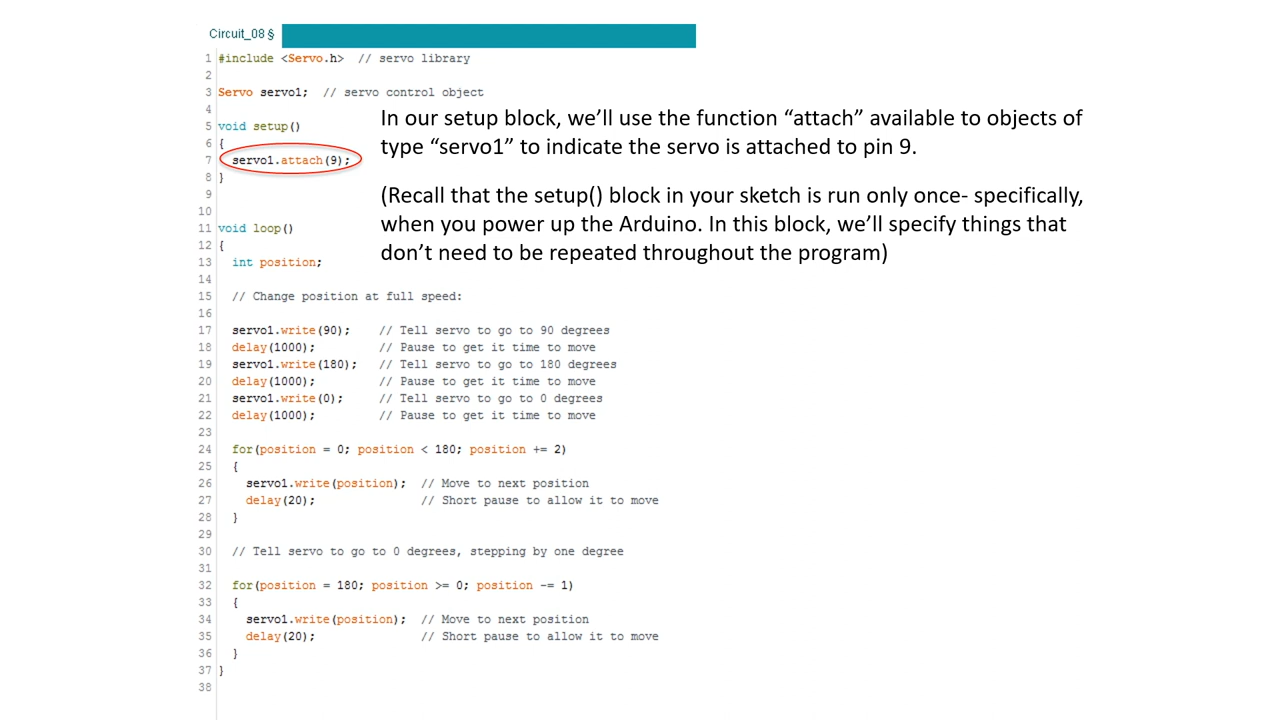 Circuit_08 §
1 #include <Servo.h>  // servo library
2
3 Servo servo1;  // servo control object
4
5 void setup()
6 {
7   servo1.attach(9);
8 }
9
10
11 void loop()
12 {
13   int position;
14
15   // Change position at full speed:
16
17   servo1.write(90);    // Tell servo to go to 90 degrees
18   delay(1000);         // Pause to get it time to move
19   servo1.write(180);   // Tell servo to go to 180 degrees
20   delay(1000);         // Pause to get it time to move
21   servo1.write(0);     // Tell servo to go to 0 degrees
22   delay(1000);         // Pause to get it time to move
23
24   for(position = 0; position < 180; position += 2)
25   {
26     servo1.write(position);  // Move to next position
27     delay(20);               // Short pause to allow it to move
28   }
29
30   // Tell servo to go to 0 degrees, stepping by one degree
31
32   for(position = 180; position >= 0; position -= 1)
33   {
34     servo1.write(position);  // Move to next position
35     delay(20);               // Short pause to allow it to move
36   }
37 }
38
In our setup block, we’ll use the function “attach” available to objects of
type “servo1” to indicate the servo is attached to pin 9.
(Recall that the setup() block in your sketch is run only once- specifically,
when you power up the Arduino. In this block, we’ll specify things that
don’t need to be repeated throughout the program)